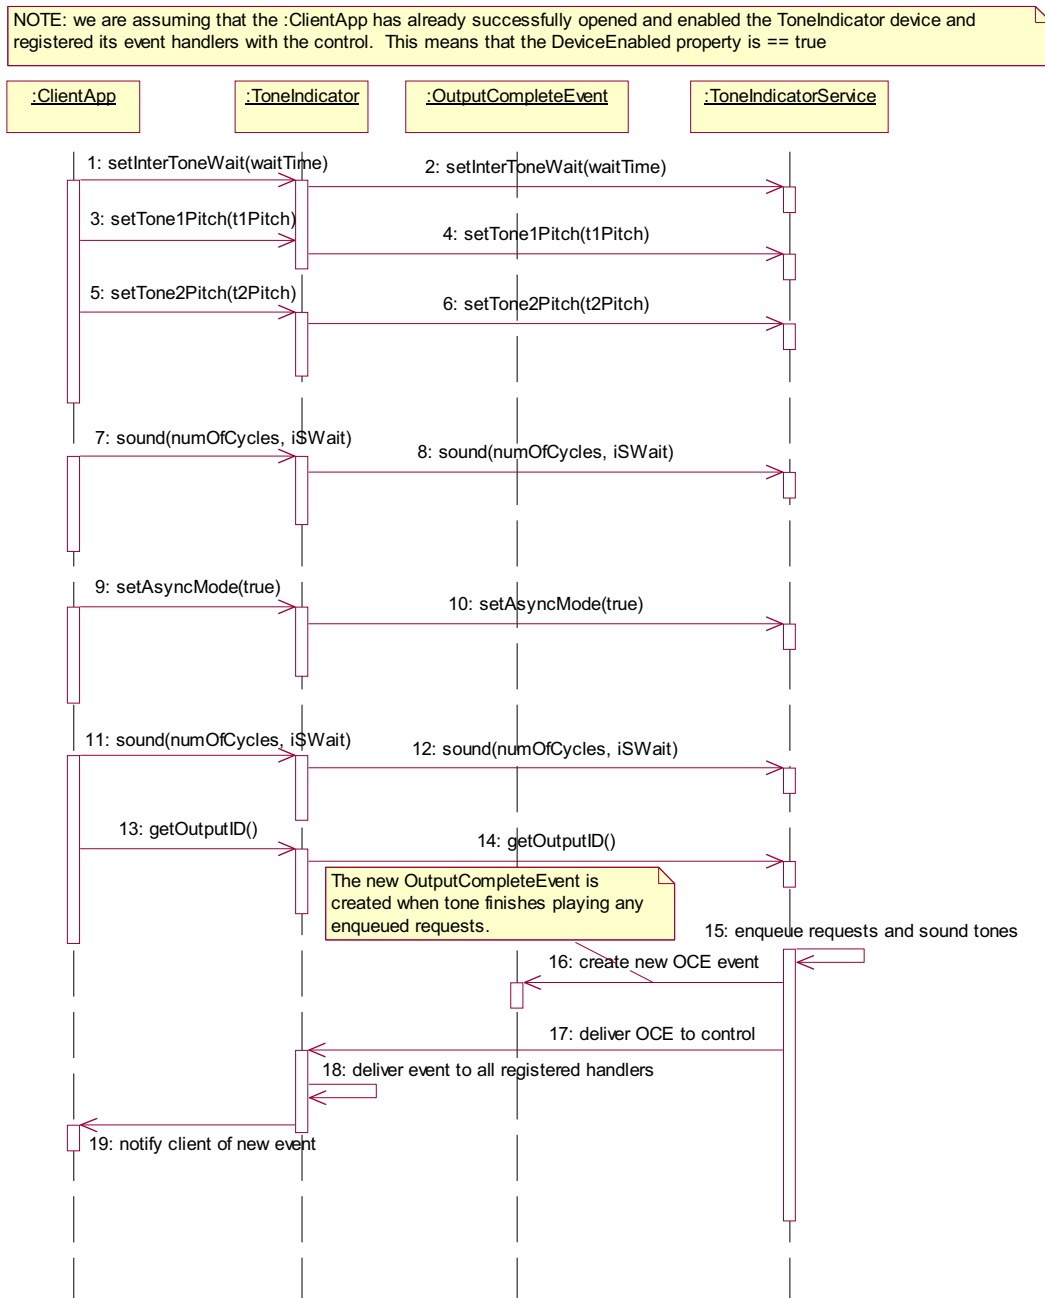 NOTE: we are assuming that the :ClientApp has already successfully opened and enabled the ToneIndicator device and
registered its event handlers with the control.  This means that the DeviceEnabled property is == true
:ClientApp
:ToneIndicator
:OutputCompleteEvent
:ToneIndicatorService
1: setInterToneWait(waitTime)
2: setInterToneWait(waitTime)
3: setTone1Pitch(t1Pitch)
4: setTone1Pitch(t1Pitch)
5: setTone2Pitch(t2Pitch)
6: setTone2Pitch(t2Pitch)
7: sound(numOfCycles, iSWait)
8: sound(numOfCycles, iSWait)
9: setAsyncMode(true)
10: setAsyncMode(true)
11: sound(numOfCycles, iSWait)
12: sound(numOfCycles, iSWait)
13: getOutputID()
14: getOutputID()
The new OutputCompleteEvent is
created when tone finishes playing any
enqueued requests.
15: enqueue requests and sound tones
16: create new OCE event
17: deliver OCE to control
18: deliver event to all registered handlers
19: notify client of new event